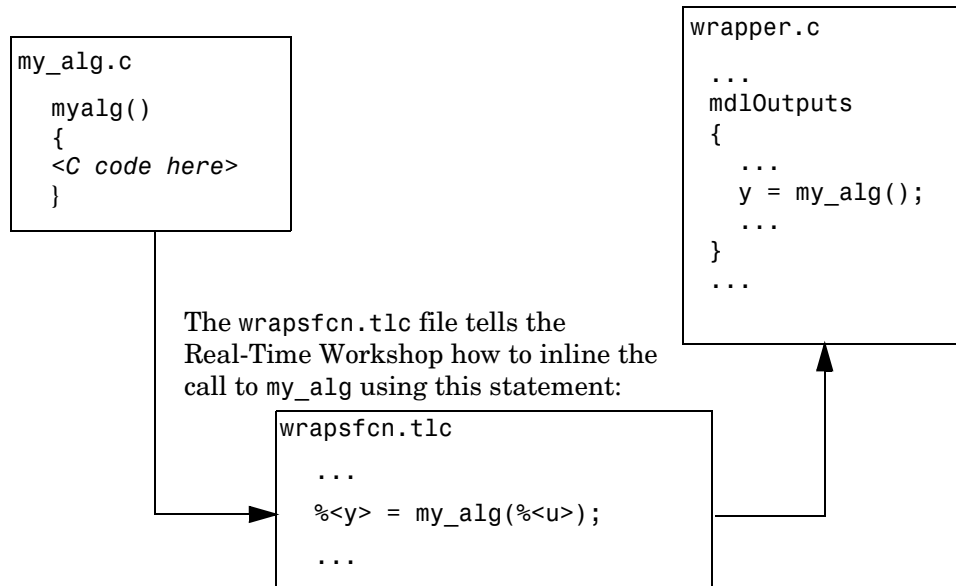 my_alg.c
myalg()
{
<C code here>
}
wrapper.c
...
mdlOutputs
{
...
y = my_alg();
...
}
...
The wrapsfcn.tlc file tells the
Real-Time Workshop how to inline the
call to my_alg using this statement:
wrapsfcn.tlc
...
%<y> = my_alg(%<u>);
...